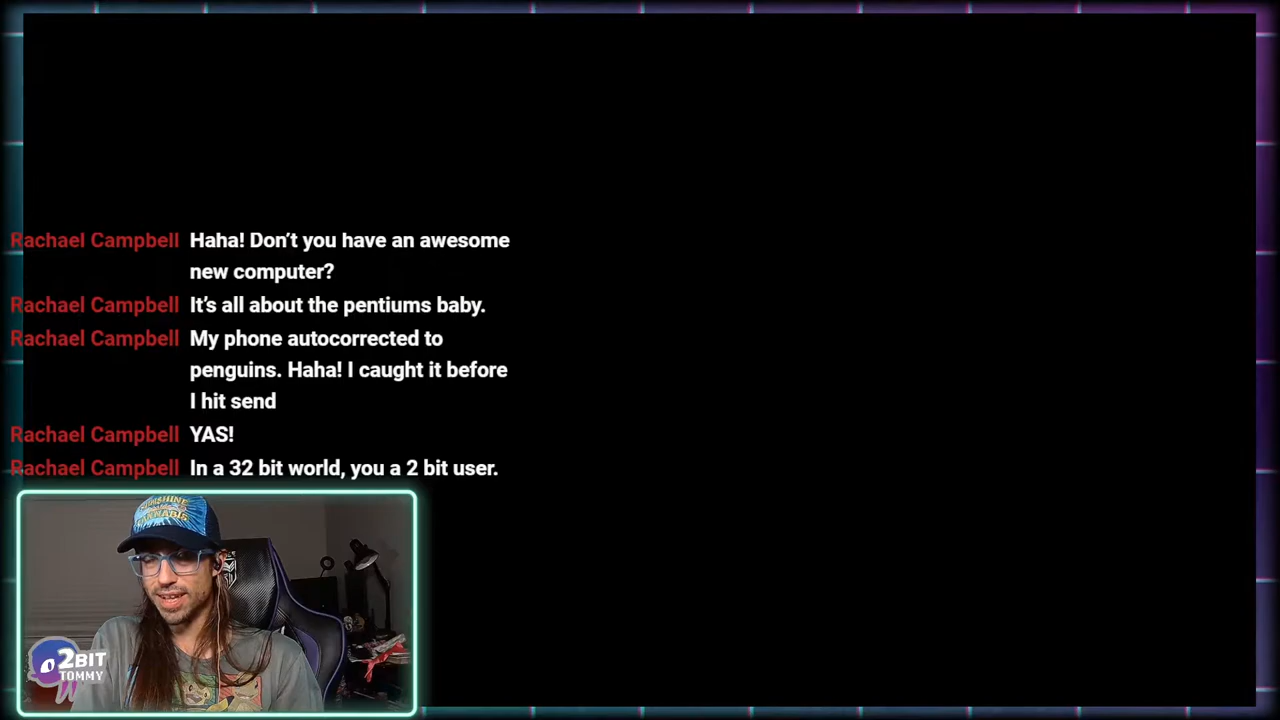 Rachael Campbell Haha! Don't you have an awesome
new computer?
Rachael Campbell It's all about the pentiums baby.
Rachael Campbell My phone autocorrected to
penguins. Haha! I caught it before
I hit send
Rachael Campbell YAS!
Rachael Campbell In a 32 bit world, you a 2 bit user.
SUNSHINE
CANNABIS
2BIT
TOMMY